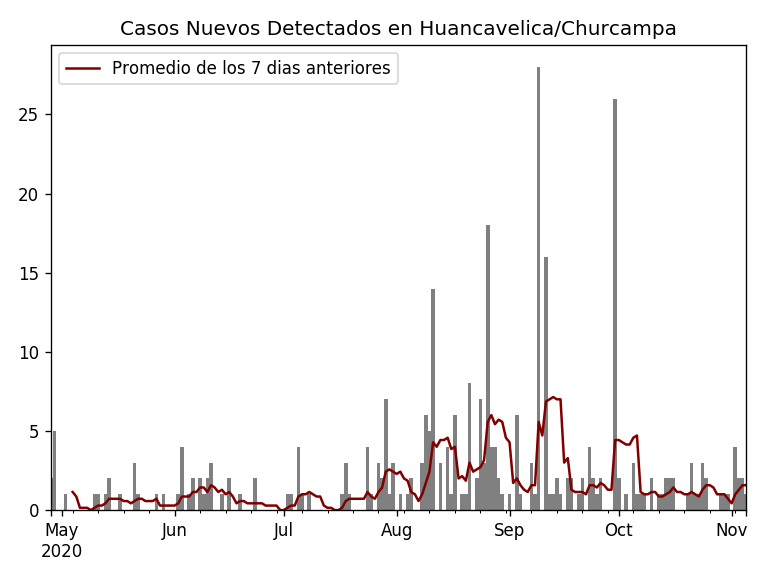 Casos Nuevos Detectados en Huancavelica/Churcampa
Promedio de los 7 dias anteriores
25
20
15
10
5
0
May Jun Jul Aug Sep Oct Nov
2020